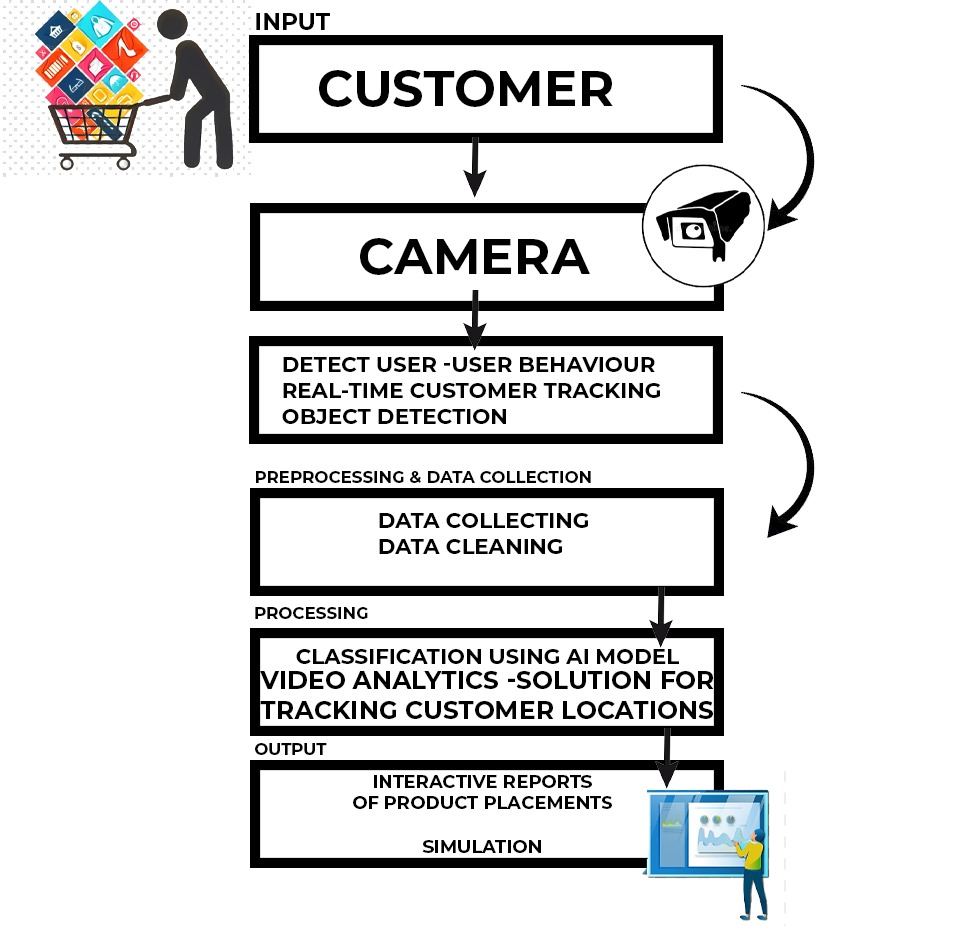 INPUT
CUSTOMER
CAMERA
DETECT USER -USER BEHAVIOUR
REAL-TIME CUSTOMER TRACKING
OBJECT DETECTION
PREPROCESSING & DATA COLLECTION
DATA COLLECTING
DATA CLEANING
PROCESSING
CLASSIFICATION USING AI MODEL
VIDEO ANALYTICS -SOLUTION FOR
TRACKING CUSTOMER LOCATIONS
OUTPUT
INTERACTIVE REPORTS
OF PRODUCT PLACEMENTS
SIMULATION